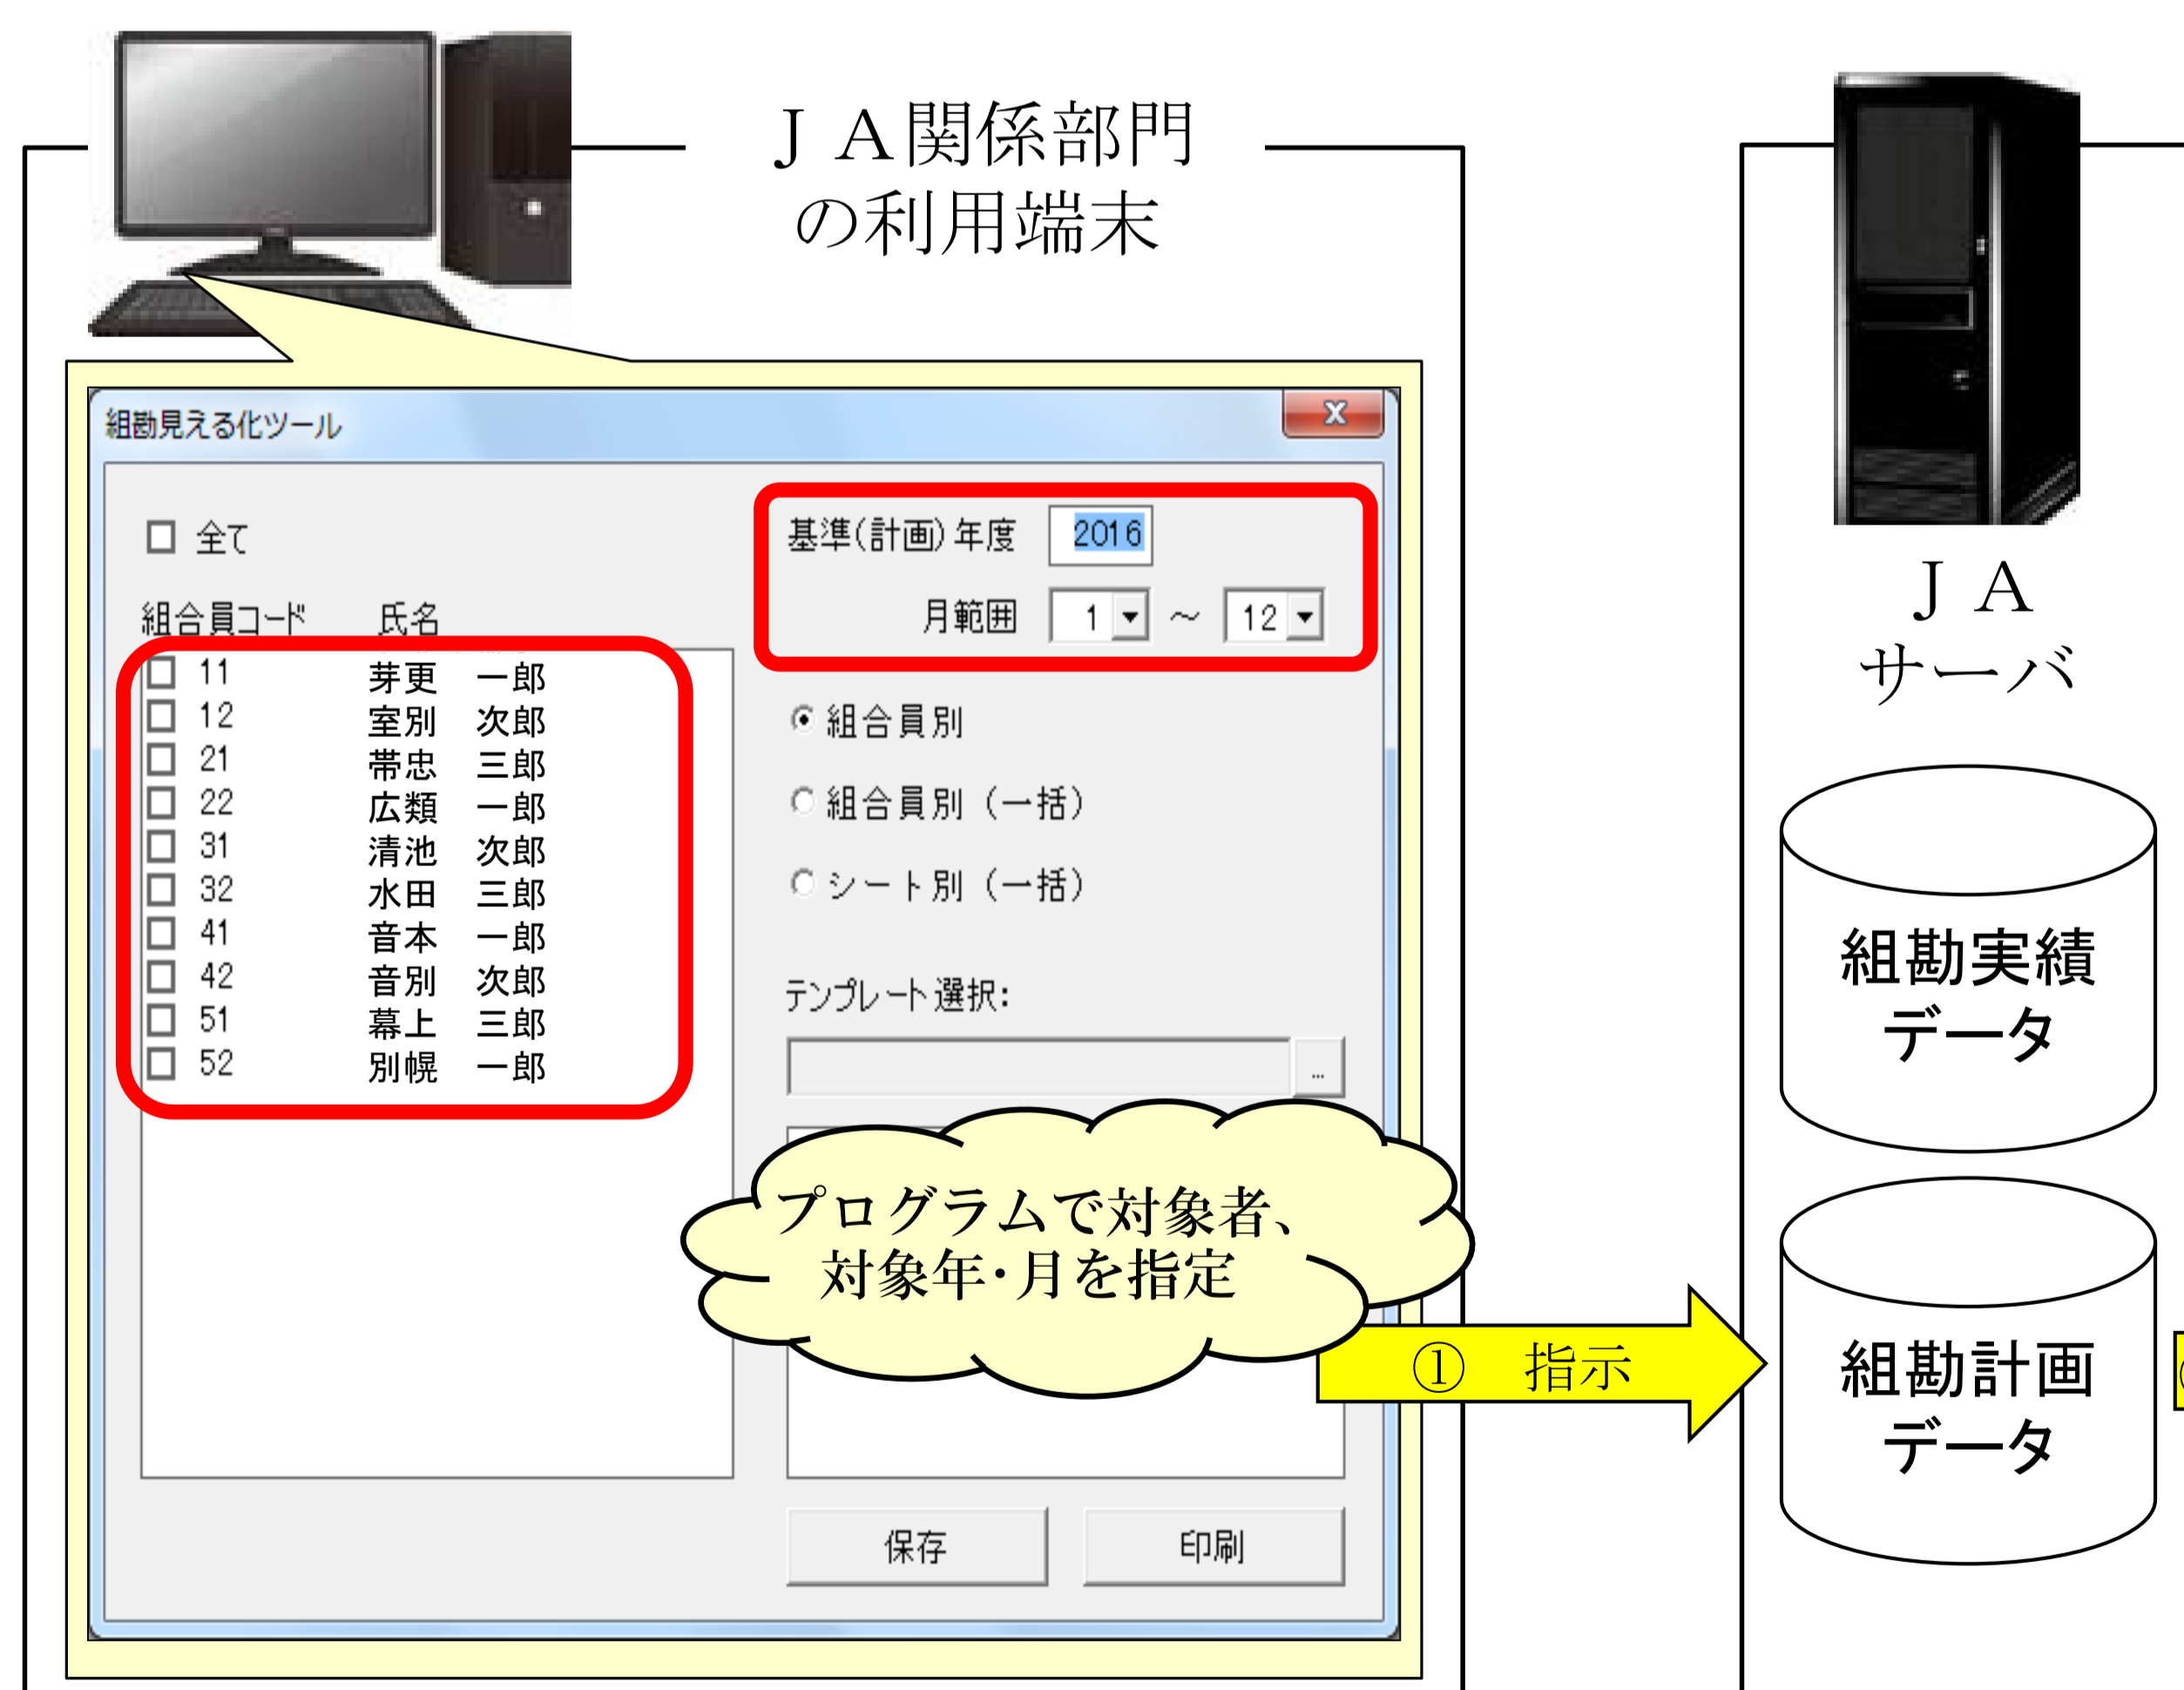 ＪＡ関係部門
の利用端末
組勘見える化ツール
全て
組合員コード 氏名
11 芽更 一郎
12 室別 次郎
21 帯忠 三郎
22 広類 一郎
31 清池 次郎
32 水田 三郎
41 音本 一郎
42 音別 次郎
51 幕上 三郎
52 別幌 一郎
基準(計画)年度 2016
月範囲 1 ～ 12
組合員別
組合員別（一括）
シート別（一括）
テンプレート選択：
...
プログラムで対象者、
対象年・月を指定
保存 印刷
① 指示
ＪＡ
サーバ
組勘実績
データ
組勘計画
データ